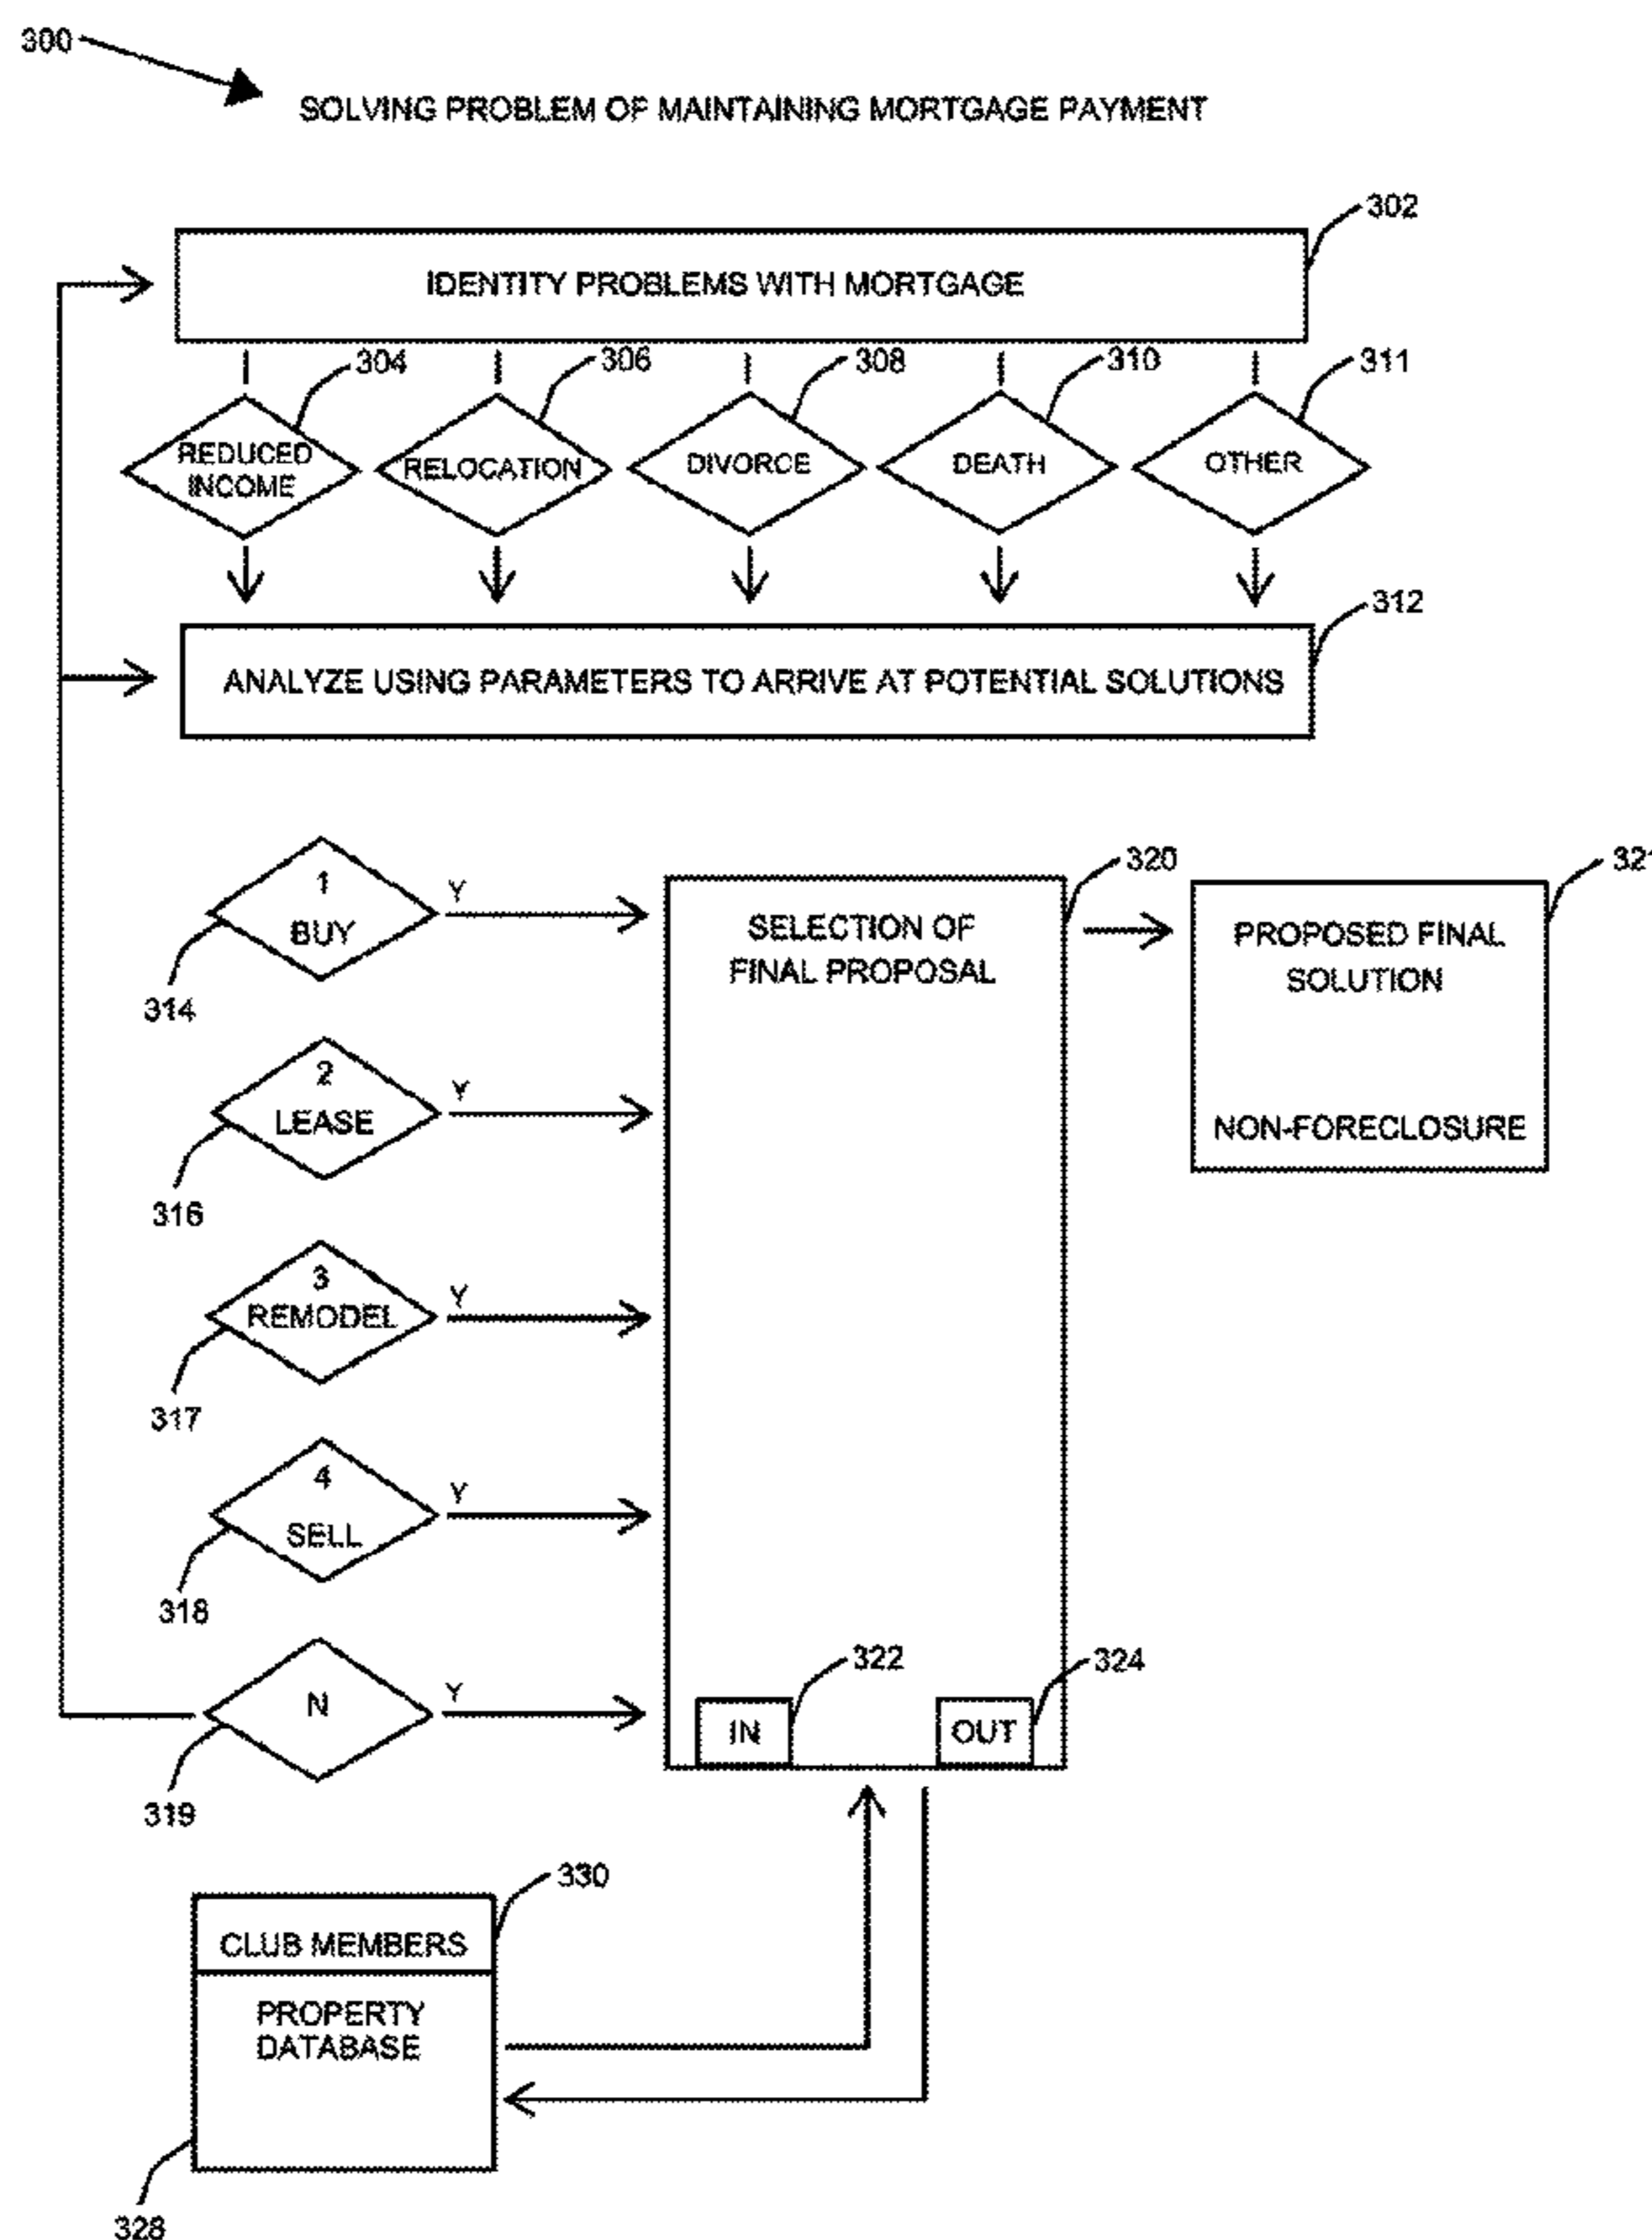 300
SOLVING PROBLEM OF MAINTAINING MORTGAGE PAYMENT
302
IDENTITY PROBLEMS WITH MORTGAGE
304
306
308
310
311
REDUCED
INCOME
RELOCATION
DIVORCE
DEATH
OTHER
312
ANALYZE USING PARAMETERS TO ARRIVE AT POTENTIAL SOLUTIONS
1
BUY
Y
314
320
SELECTION OF
FINAL PROPOSAL
321
PROPOSED FINAL
SOLUTION
NON-FORECLOSURE
2
LEASE
Y
316
3
REMODEL
Y
317
4
SELL
Y
318
N
Y
319
322
IN
324
OUT
330
CLUB MEMBERS
PROPERTY
DATABASE
328